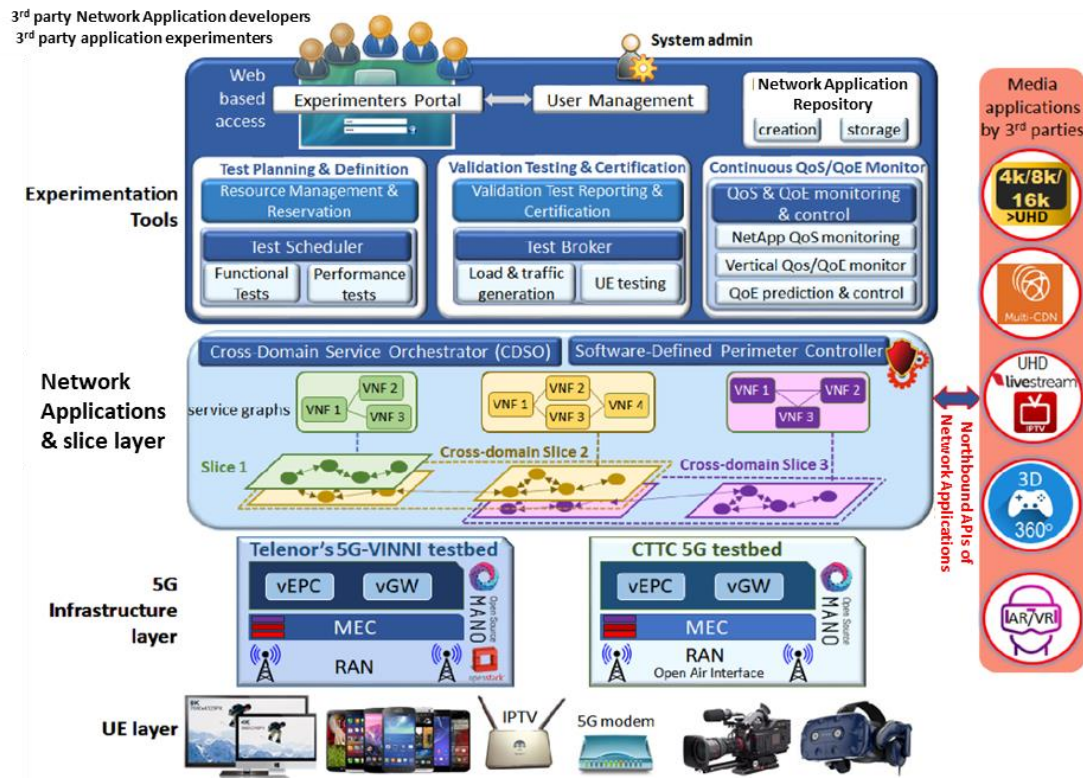 3rd party Network Application developers
3rd party application experimenters
System admin
Web
based
access
Experimenters Portal
User Management
Network Application
Repository
creation
storage
Experimentation
Tools
Test Planning & Definition
Resource Management &
Reservation
Test Scheduler
Functional
Tests
Performance
tests
Validation Testing & Certification
Validation Test Reporting &
Certification
Test Broker
Load & traffic
generation
UE testing
Continuous QoS/QoE Monitor
QoS & QoE monitoring
& control
NetApp QoS monitoring
Vertical Qos/QoE monitor
QoE prediction & control
Media
applications
by 3rd parties
4k/8k/
16k
>UHD
Multi-CDN
UHD
livestream
IPTV
3D
360º
AR/VR
Northbound APIs of
Network Applications
Network
Applications
& slice layer
Cross-Domain Service Orchestrator (CDSO)
Software-Defined Perimeter Controller
service graphs
VNF 1
VNF 2
VNF 3
VNF 1
VNF 2
VNF 3
VNF 4
VNF 1
VNF 2
VNF 3
Slice 1
Cross-domain Slice 2
Cross-domain Slice 3
5G
Infrastructure
layer
Telenor's 5G-VINNI testbed
vEPC
vGW
MEC
RAN
Open Source
MANO
openstack
CTTC 5G testbed
vEPC
vGW
MEC
RAN
Open Air Interface
Open Source
MANO
UE layer
8K
4K
IPTV
5G modem